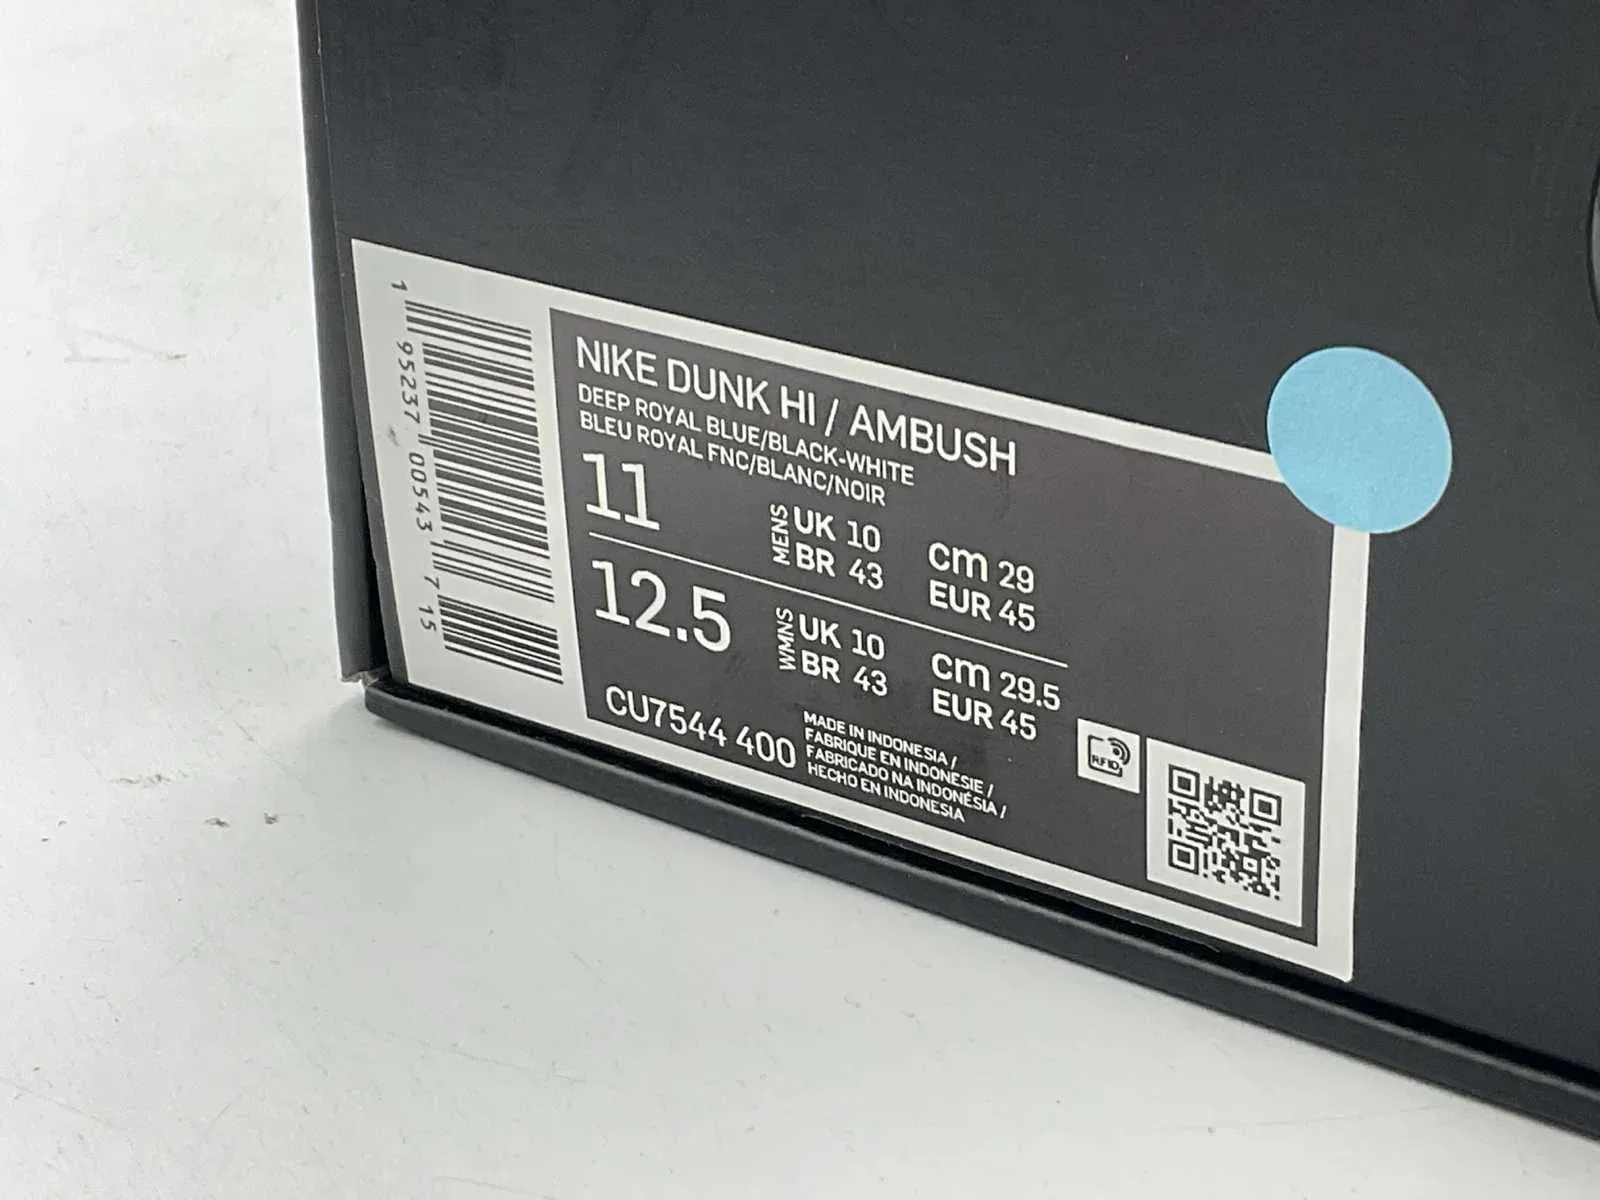 1 95237 00543 7 15
NIKE DUNK HI / AMBUSH
DEEP ROYAL BLUE/BLACK-WHITE
BLEU ROYAL FNC/BLANC/NOIR
11
MENS
UK 10
BR 43
cm 29
EUR 45
12.5
WMNS
UK 10
BR 43
cm 29.5
EUR 45
CU7544 400
MADE IN INDONESIA /
FABRIQUE EN INDONESIE /
FABRICADO NA INDONÉSIA /
HECHO EN INDONESIA
RFID